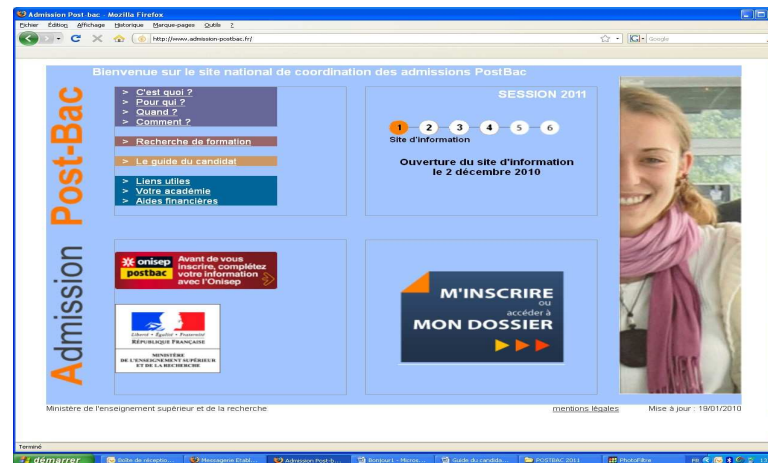 Admission Post-bac - Mozilla Firefox
Fichier Édition Affichage Historique Marque-pages Outils ?
http://www.admission-postbac.fr/
Google
Bienvenue sur le site national de coordination des admissions PostBac
Admission Post-Bac
> C'est quoi ?
> Pour qui ?
> Quand ?
> Comment ?
> Recherche de formation
> Le guide du candidat
> Liens utiles
> Votre académie
> Aides financières
SESSION 2011
1 2 3 4 5 6
Site d'information
Ouverture du site d'information
le 2 décembre 2010
onisep
postbac
Avant de vous
inscrire, complétez
votre information
avec l'Onisep
Liberté • Égalité • Fraternité
RÉPUBLIQUE FRANÇAISE
MINISTÈRE
DE L'ENSEIGNEMENT SUPÉRIEUR
ET DE LA RECHERCHE
M'INSCRIRE
ou
accéder à
MON DOSSIER
Ministère de l'enseignement supérieur et de la recherche
mentions légales
Mise à jour : 19/01/2010
Terminé
démarrer
Boîte de réceptio...
Messagerie Etabl...
Admission Post-b...
Bonjour1 - Micros...
Guide du candida...
POSTBAC 2011
PhotoFiltre
FR